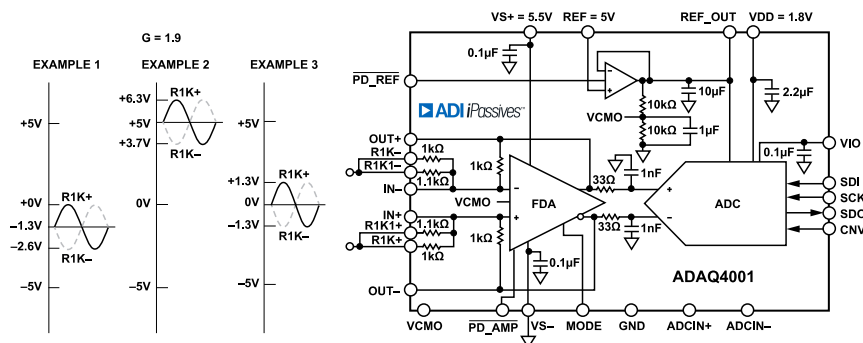 G = 1.9
EXAMPLE 1
+5V
+0V
R1K+
–1.3V
–2.6V
R1K–
–5V
EXAMPLE 2
+6.3V
R1K+
+5V
+3.7V
R1K–
0V
–5V
EXAMPLE 3
+5V
+1.3V
R1K+
0V
–1.3V
R1K–
–5V
VS+ = 5.5V
REF = 5V
REF_OUT
VDD = 1.8V
0.1µF
PD_REF
10µF
2.2µF
10kΩ
VCMO
10kΩ
1µF
ADI iPassives™
VIO
0.1µF
OUT+
R1K–
1kΩ
R1K1–
1.1kΩ
IN–
1kΩ
33Ω
1nF
VCMO
FDA
ADC
SDI
SCK
SDO
CNV
IN+
R1K1+
1.1kΩ
R1K+
1kΩ
1kΩ
33Ω
1nF
0.1µF
OUT–
ADAQ4001
VCMO
PD_AMP
VS–
MODE
GND
ADCIN+
ADCIN–